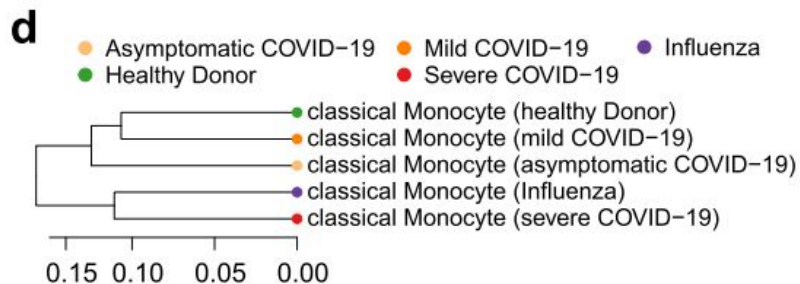 d
Asymptomatic COVID−19 Mild COVID−19 Influenza
Healthy Donor Severe COVID−19
classical Monocyte (healthy Donor)
classical Monocyte (mild COVID−19)
classical Monocyte (asymptomatic COVID−19)
classical Monocyte (Influenza)
classical Monocyte (severe COVID−19)
0.15 0.10 0.05 0.00